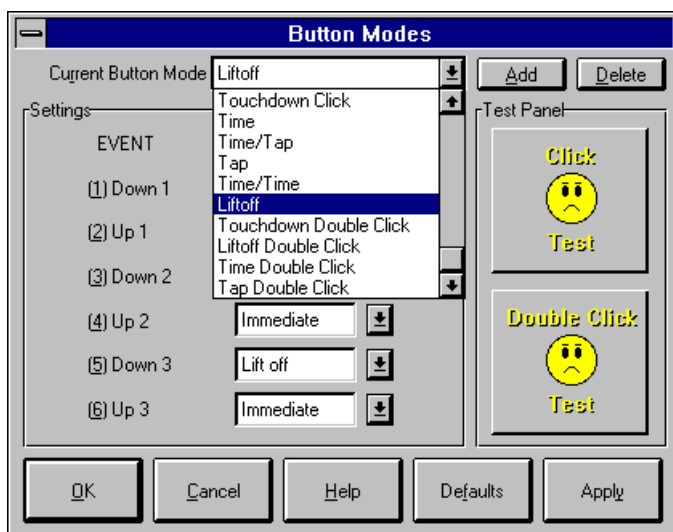 Button Modes
Current Button Mode Liftoff Add Delete
Touchdown Click
Time
Time/Tap
Tap
Time/Time
Liftoff
Touchdown Double Click
Liftoff Double Click
Time Double Click
Tap Double Click
Settings
EVENT
(1) Down 1
(2) Up 1
(3) Down 2
(4) Up 2 Immediate
(5) Down 3 Lift off
(6) Up 3 Immediate
Test Panel
Click
Test
Double Click
Test
OK Cancel Help Defaults Apply